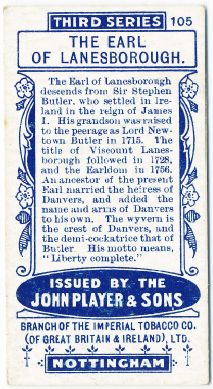 THIRD SERIES 105
THE EARL
OF LANESBOROUGH.
The Earl of Lanesborough
descends from Sir Stephen
Butler, who settled in Ire-
land in the reign of James
I. His grandson was raised
to the peerage as Lord New-
town Butler in 1715. The
title of Viscount Lanes-
borough followed in 1728,
and the Earldom in 1756.
An ancestor of the present
Earl married the heiress of
Danvers, and added the
name and arms of Danvers
to his own. The wyvern is
the crest of Danvers, and
the demi-cockatrice that of
Butler. His motto means,
"Liberty complete."
ISSUED BY THE
JOHN PLAYER & SONS
BRANCH OF THE IMPERIAL TOBACCO CO.
(OF GREAT BRITAIN & IRELAND), LTD.
NOTTINGHAM